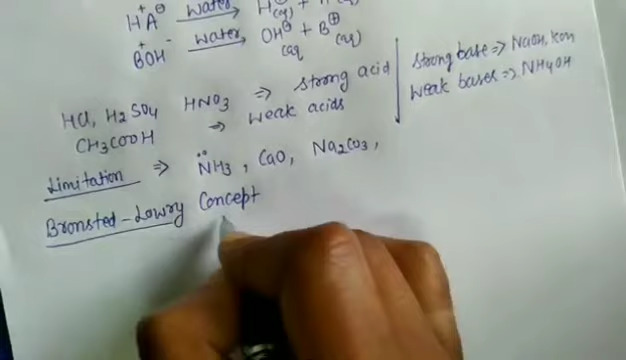 HA water H(aq) +
BOH water OH(aq) + B(aq)
HCl, H2SO4 HNO3 ⇒ strong acid
CH3COOH ⇒ weak acids
strong base ⇒ NaOH, KOH
weak bases ⇒ NH4OH
Limitation ⇒ NH3, CaO, Na2CO3,
Bronsted-Lowry Concept